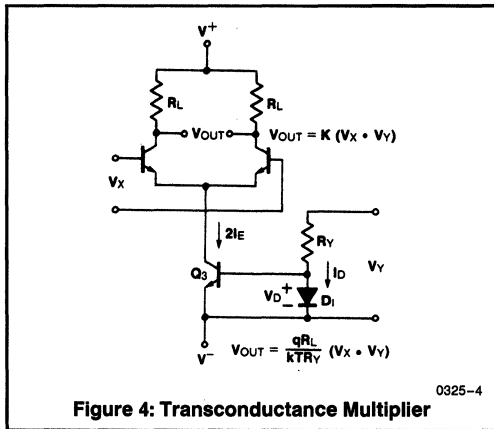 V+
RL
RL
VOUT
VOUT = K (VX • VY)
VX
2IE
RY
ID
VY
Q3
VD
+
−
D1
V−
VOUT = qRL/kTRY (VX • VY)
0325–4
Figure 4: Transconductance Multiplier